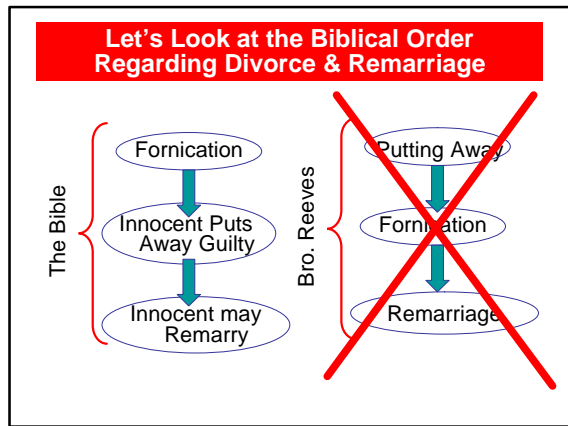 Let's Look at the Biblical Order
Regarding Divorce & Remarriage
The Bible
Fornication
Innocent Puts
Away Guilty
Innocent may
Remarry
Bro. Reeves
Putting Away
Fornication
Remarriage